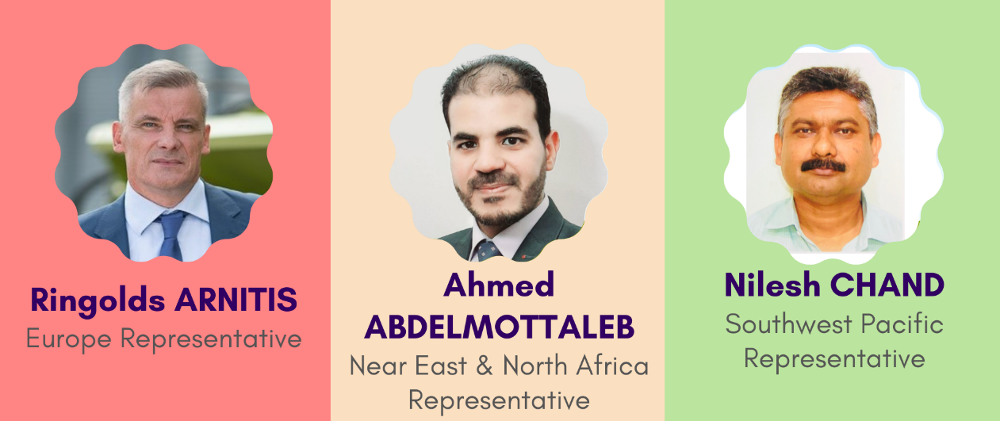 Ringolds ARNITIS
Europe Representative
Ahmed
ABDELMOTTALEB
Near East & North Africa
Representative
Nilesh CHAND
Southwest Pacific
Representative